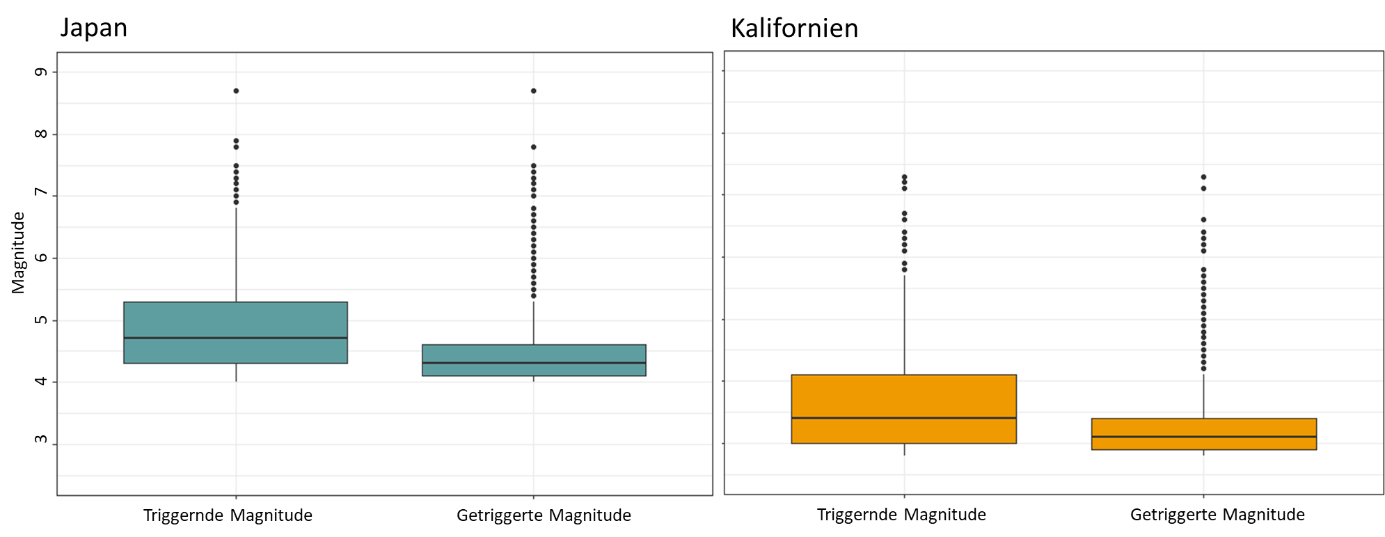 Japan
Kalifornien
Magnitude
9
8
7
6
5
4
3
Triggernde Magnitude
Getriggerte Magnitude
Triggernde Magnitude
Getriggerte Magnitude